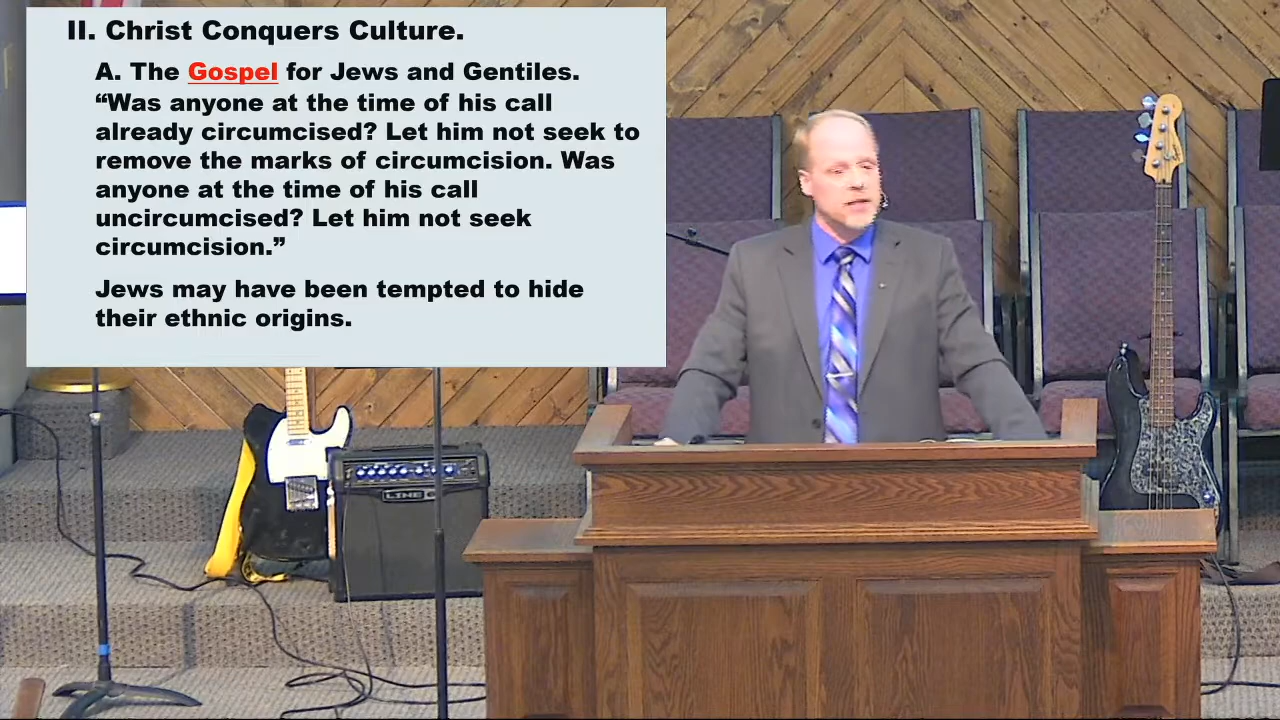 II. Christ Conquers Culture.
A. The Gospel for Jews and Gentiles.
“Was anyone at the time of his call
already circumcised? Let him not seek to
remove the marks of circumcision. Was
anyone at the time of his call
uncircumcised? Let him not seek
circumcision.”
Jews may have been tempted to hide
their ethnic origins.
LINE 6